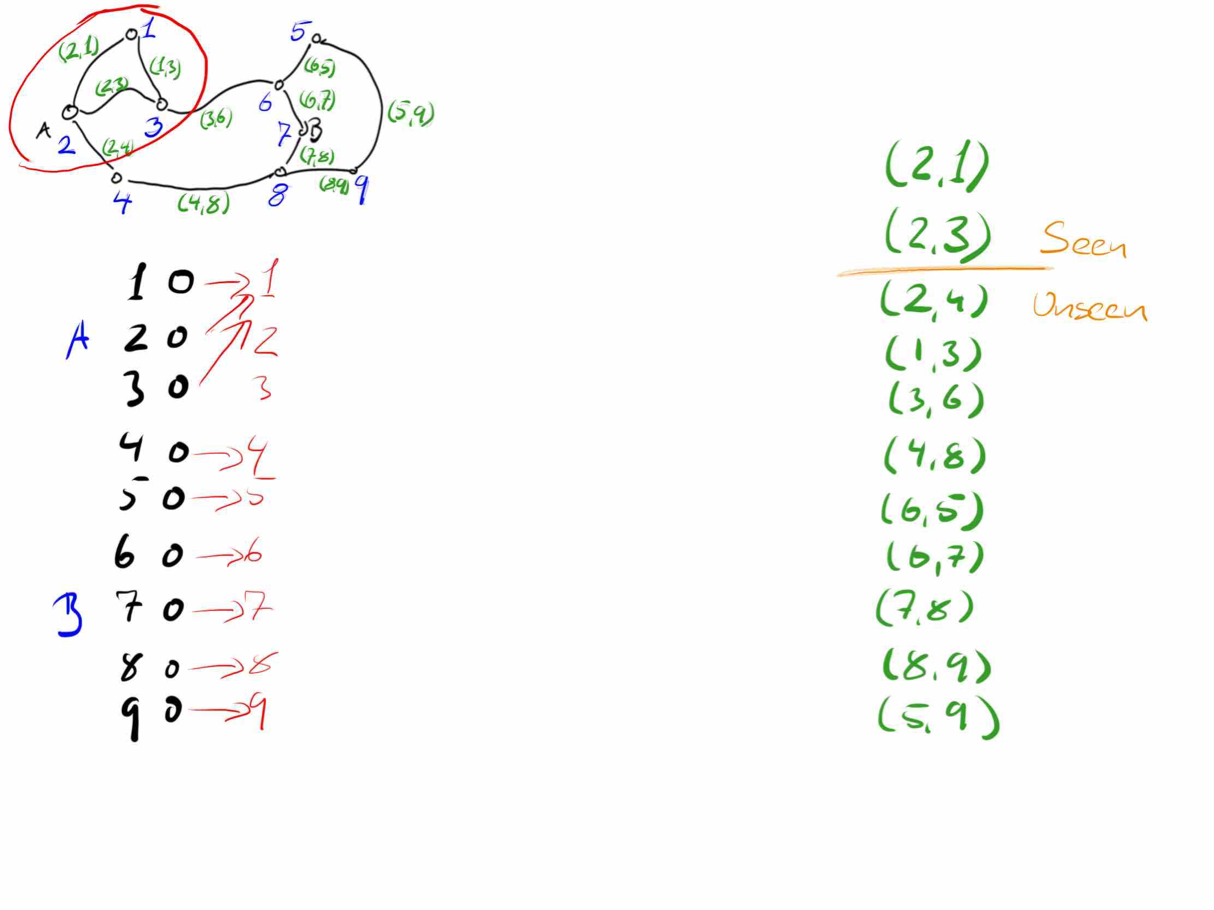 1
5
(2,1)
(1,3)
(6,5)
(2,3)
6
(6,7)
(5,9)
A
3
(3,6)
7 B
2
(2,4)
(7,8)
4
(4,8)
8
(8,9)
9
(2,1)
(2,3) Seen
(2,4) Unseen
(1,3)
(3,6)
(4,8)
(6,5)
(6,7)
(7,8)
(8,9)
(5,9)
1 0 → 1
A 2 0 2
3 0 3
4 0 → 4
5 0 → 5
6 0 → 6
B 7 0 → 7
8 0 → 8
9 0 → 9